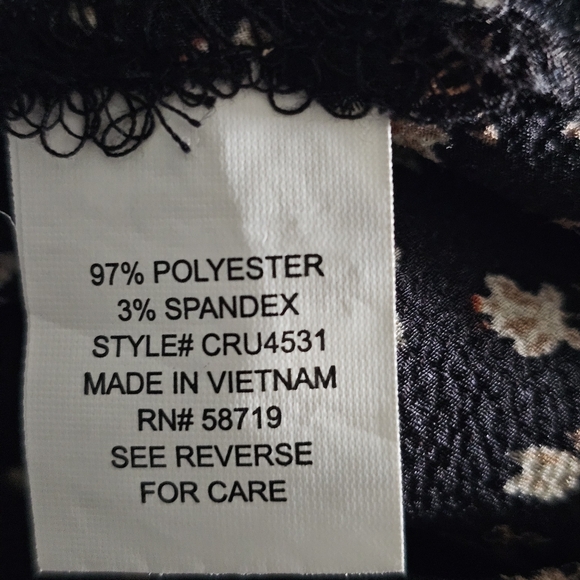 97% POLYESTER
3% SPANDEX
STYLE# CRU4531
MADE IN VIETNAM
RN# 58719
SEE REVERSE
FOR CARE